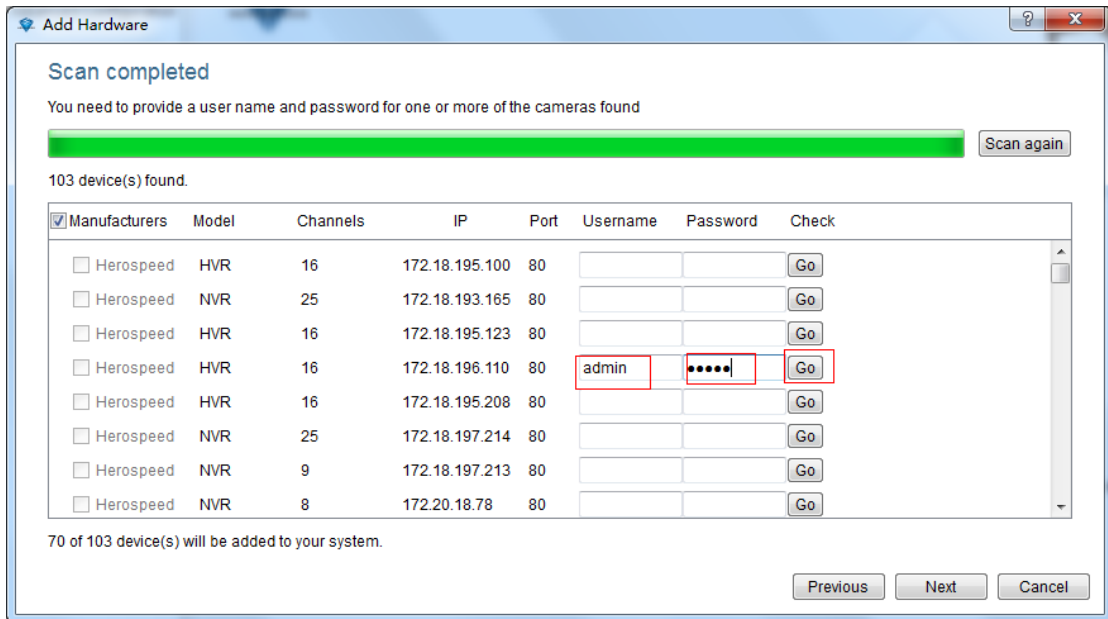 Add Hardware
Scan completed
You need to provide a user name and password for one or more of the cameras found
Scan again
103 device(s) found.
Manufacturers Model Channels IP Port Username Password Check
Herospeed HVR 16 172.18.195.100 80 Go
Herospeed NVR 25 172.18.193.165 80 Go
Herospeed HVR 16 172.18.195.123 80 Go
Herospeed HVR 16 172.18.196.110 80 admin ●●●●● Go
Herospeed HVR 16 172.18.195.208 80 Go
Herospeed NVR 25 172.18.197.214 80 Go
Herospeed NVR 9 172.18.197.213 80 Go
Herospeed NVR 8 172.20.18.78 80 Go
70 of 103 device(s) will be added to your system.
Previous Next Cancel